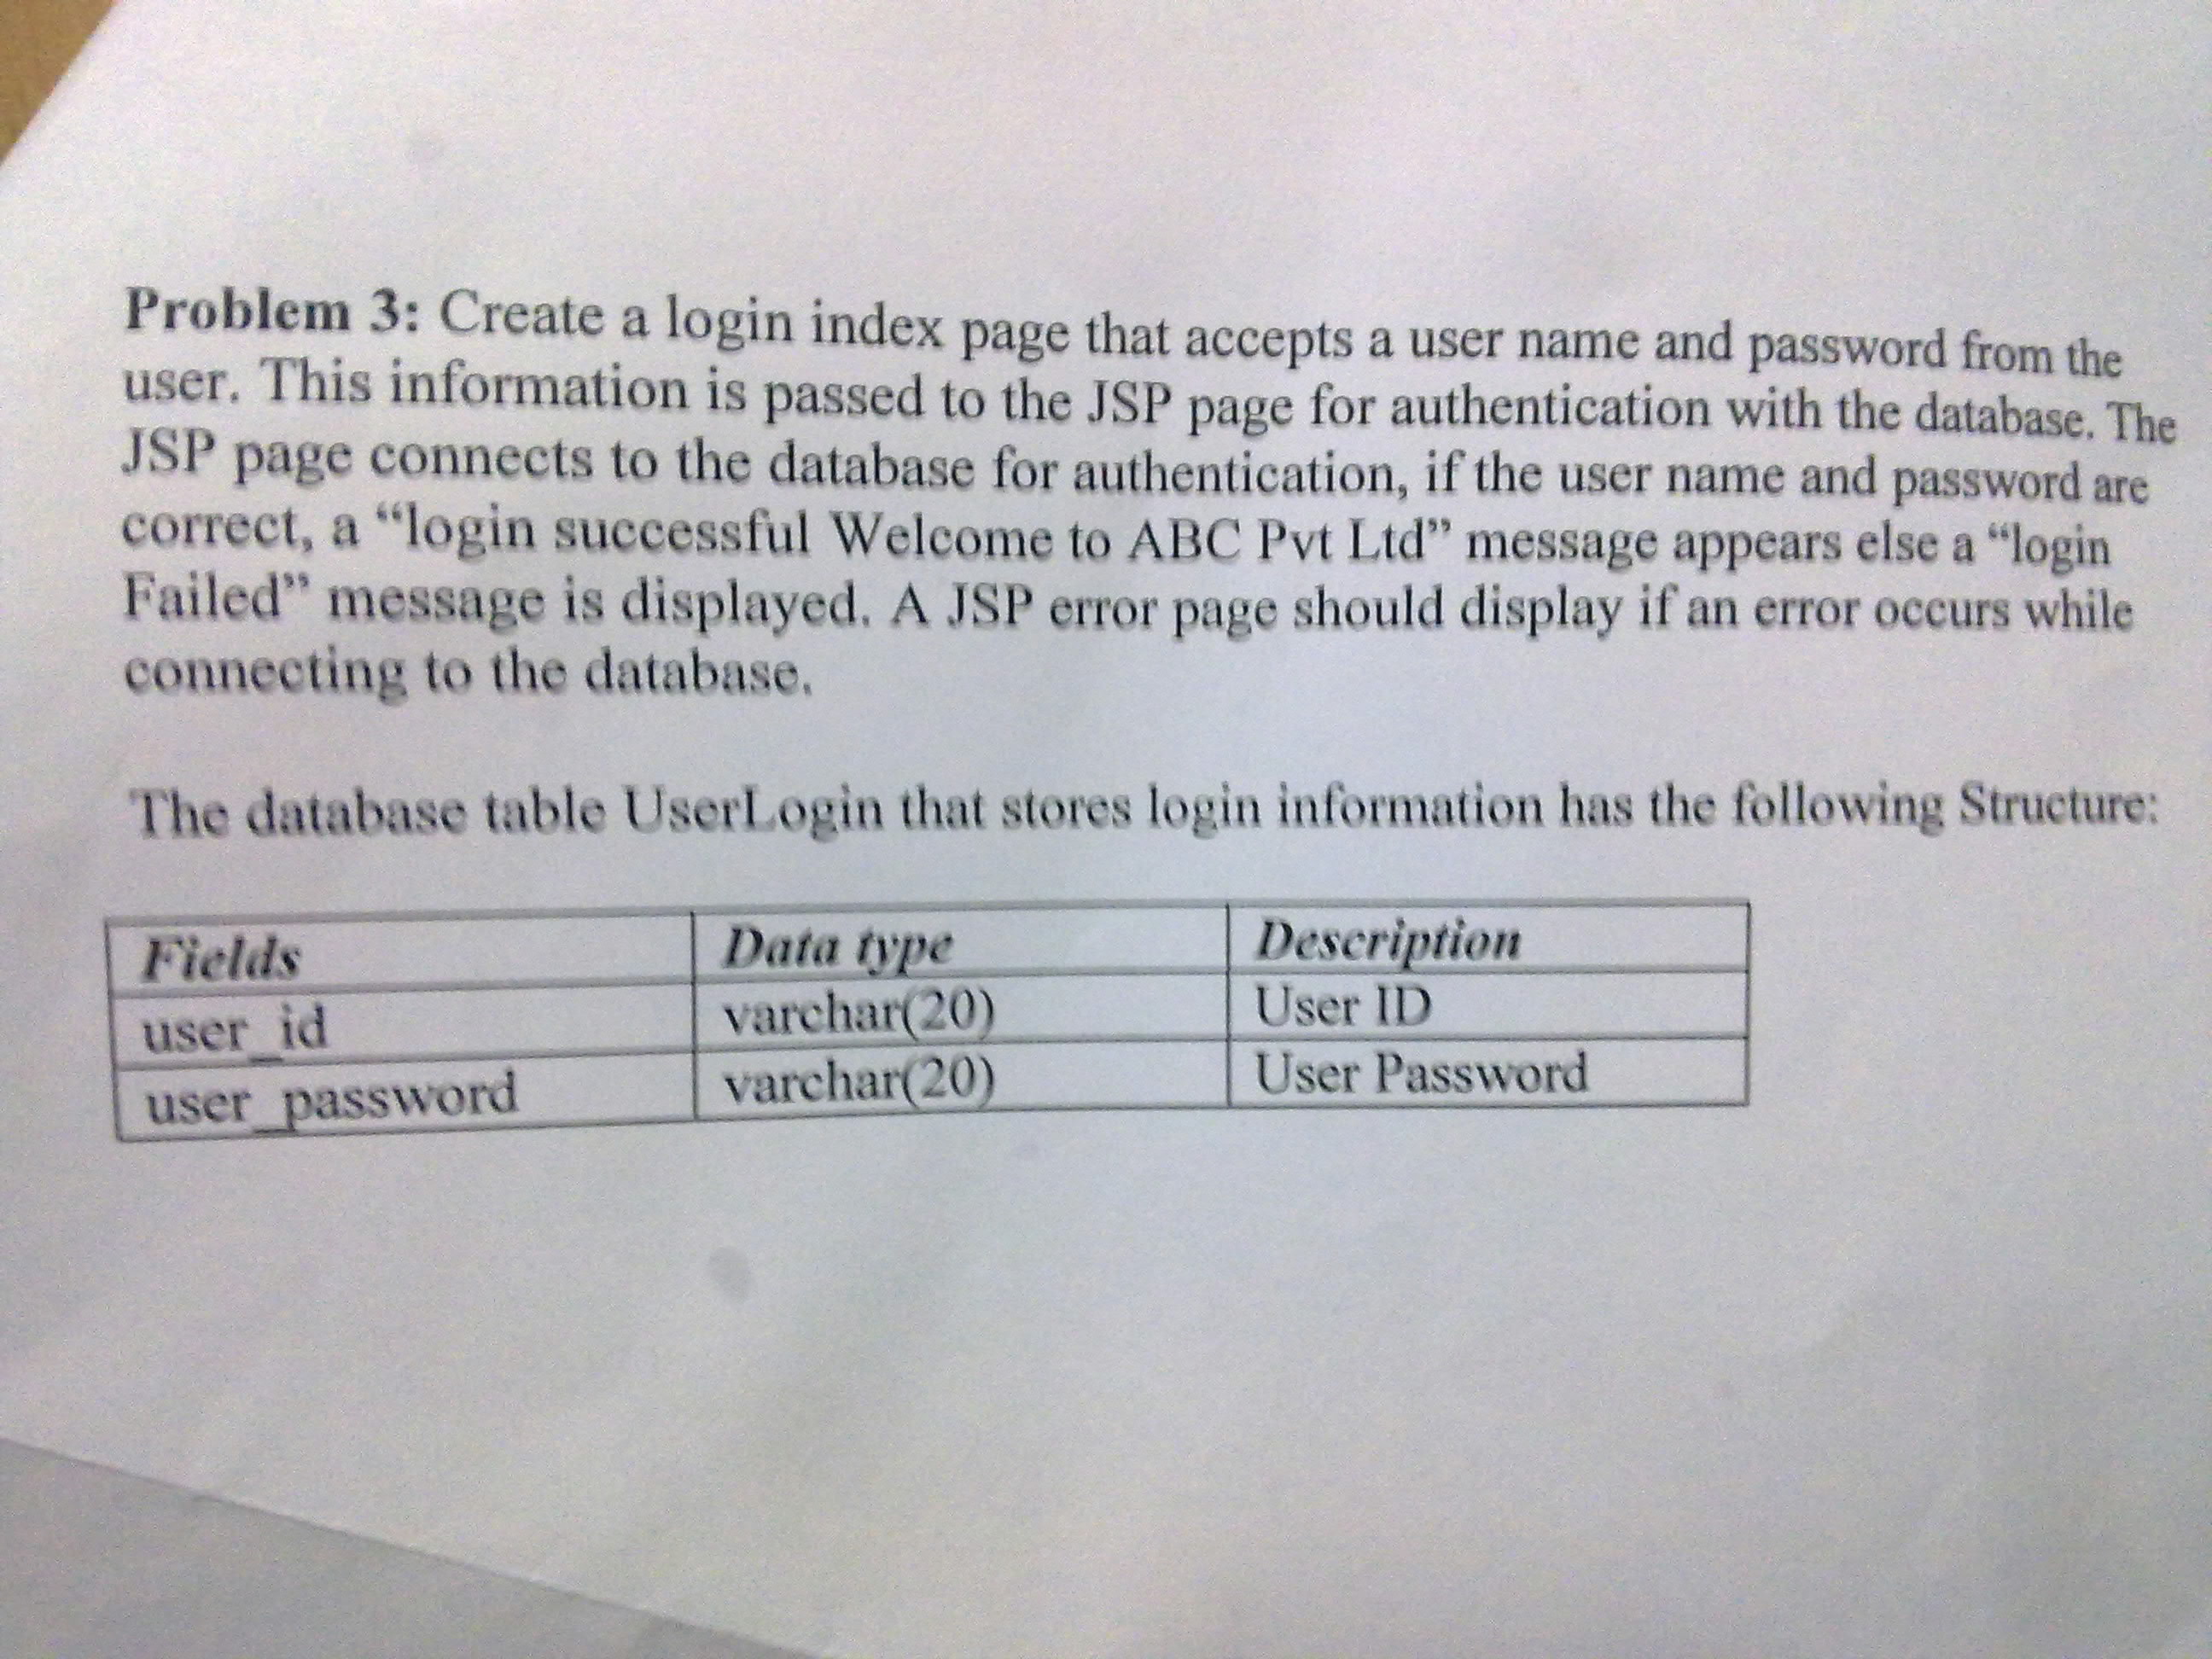 Problem 3: Create a login index page that accepts a user name and password from the
user. This information is passed to the JSP page for authentication with the database. The
JSP page connects to the database for authentication, if the user name and password are
correct, a “login successful Welcome to ABC Pvt Ltd” message appears else a “login
Failed” message is displayed. A JSP error page should display if an error occurs while
connecting to the database.
The database table UserLogin that stores login information has the following Structure:
Fields Data type Description
user_id varchar(20) User ID
user_password varchar(20) User Password